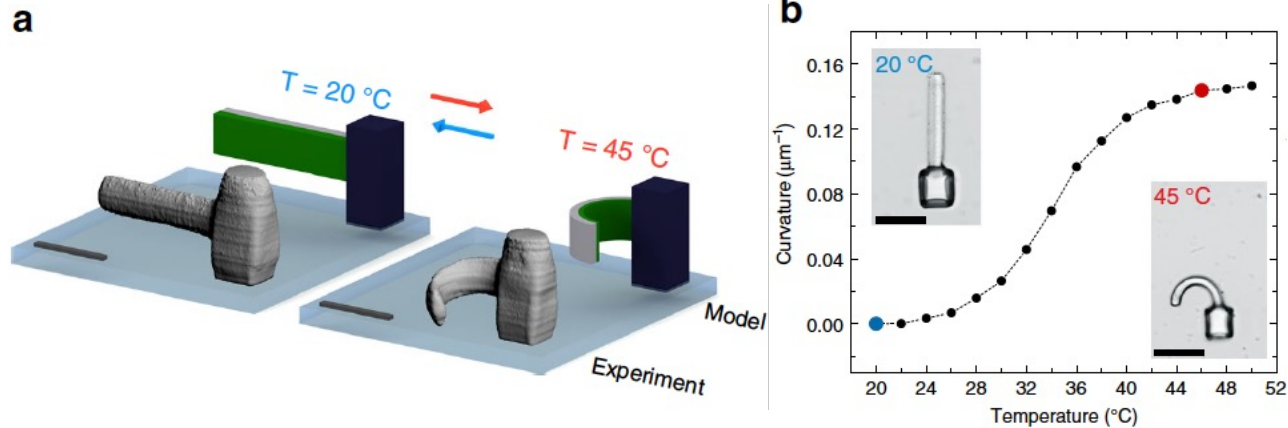 a
T = 20 °C
T = 45 °C
Model
Experiment
b
Curvature (µm⁻¹)
0.16
0.12
0.08
0.04
0.00
20 °C
45 °C
20 24 28 32 36 40 44 48 52
Temperature (°C)